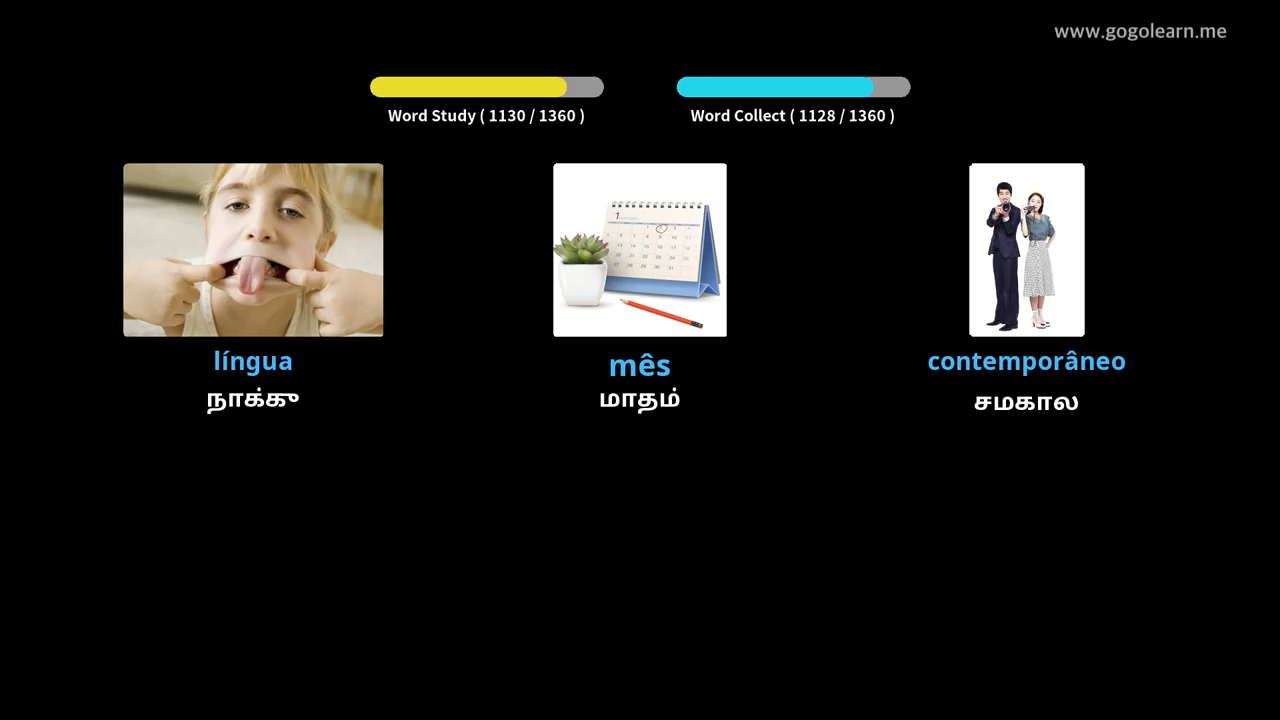 www.gogolearn.me
Word Study ( 1130 / 1360 )
Word Collect ( 1128 / 1360 )
língua
mês
contemporâneo
நாக்கு
மாதம்
சமகால